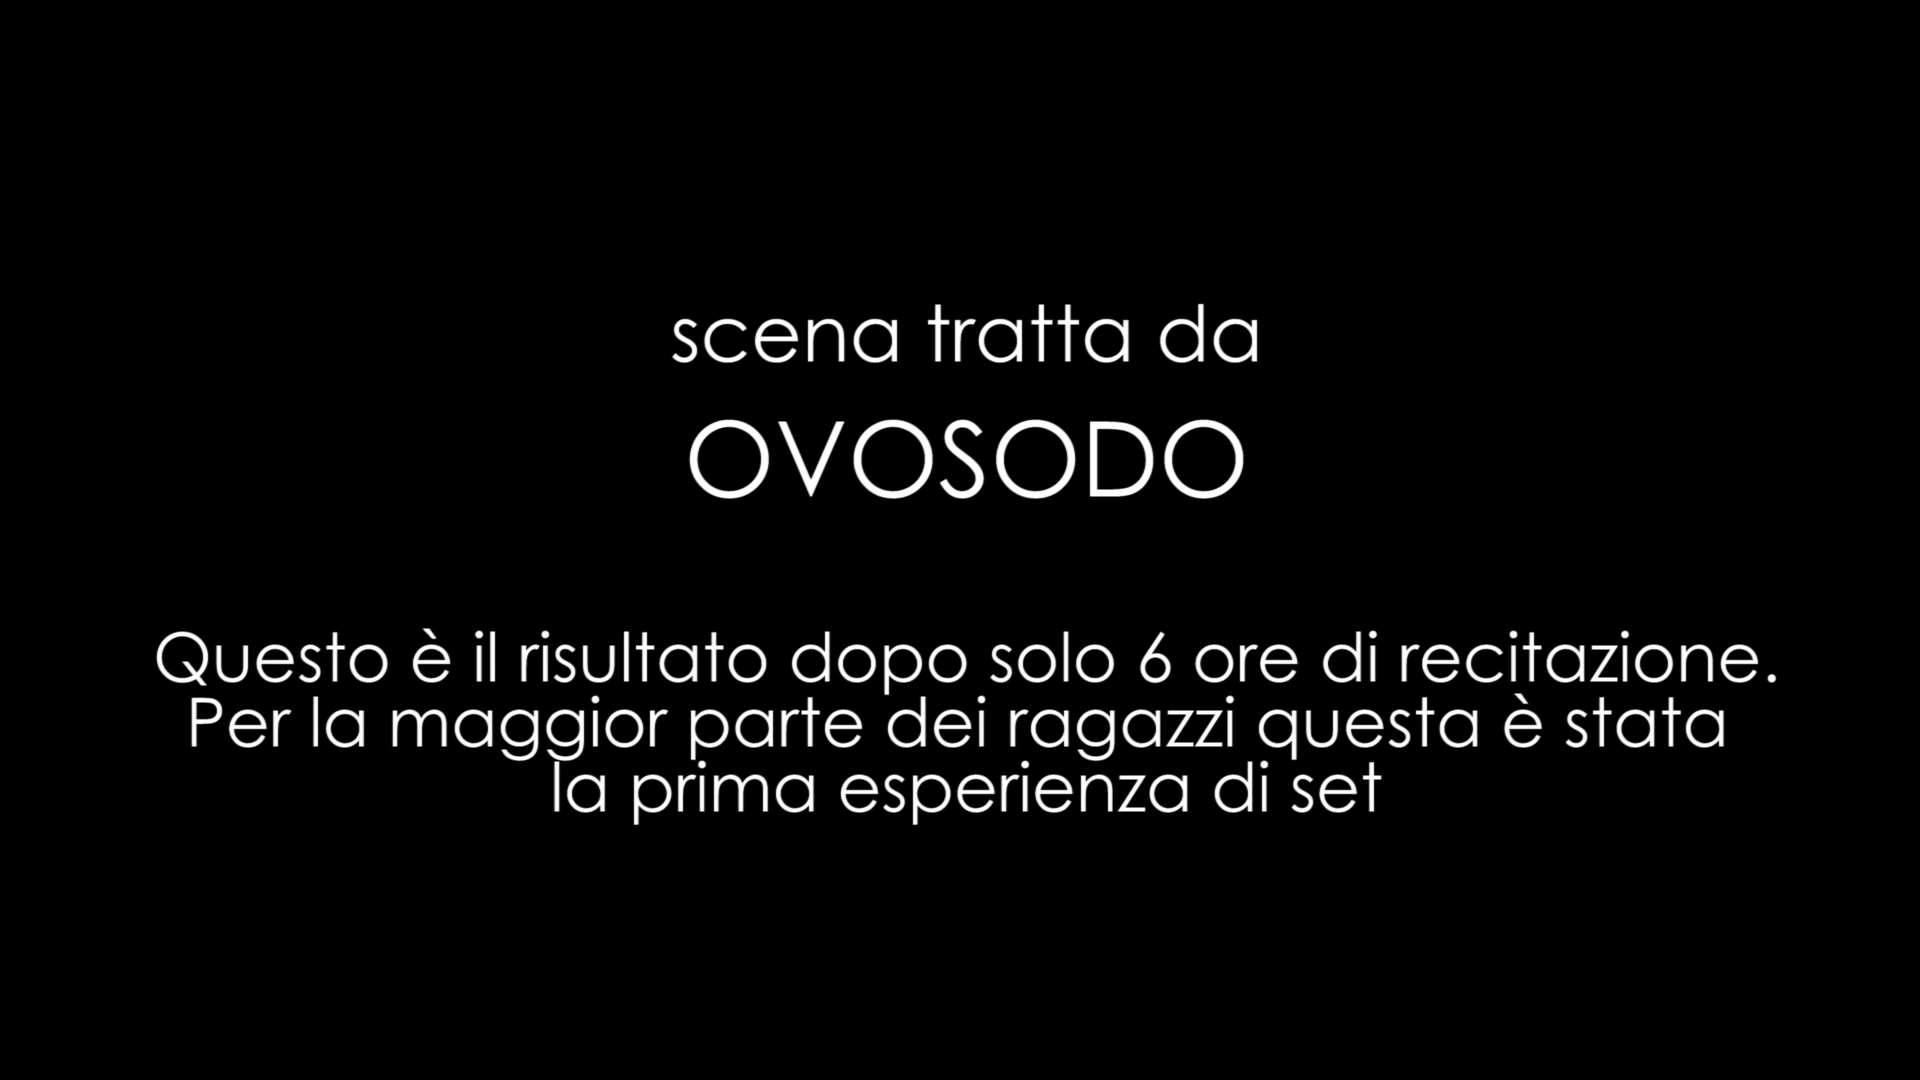 scena tratta da
OVOSODO
Questo è il risultato dopo solo 6 ore di recitazione.
Per la maggior parte dei ragazzi questa è stata
la prima esperienza di set